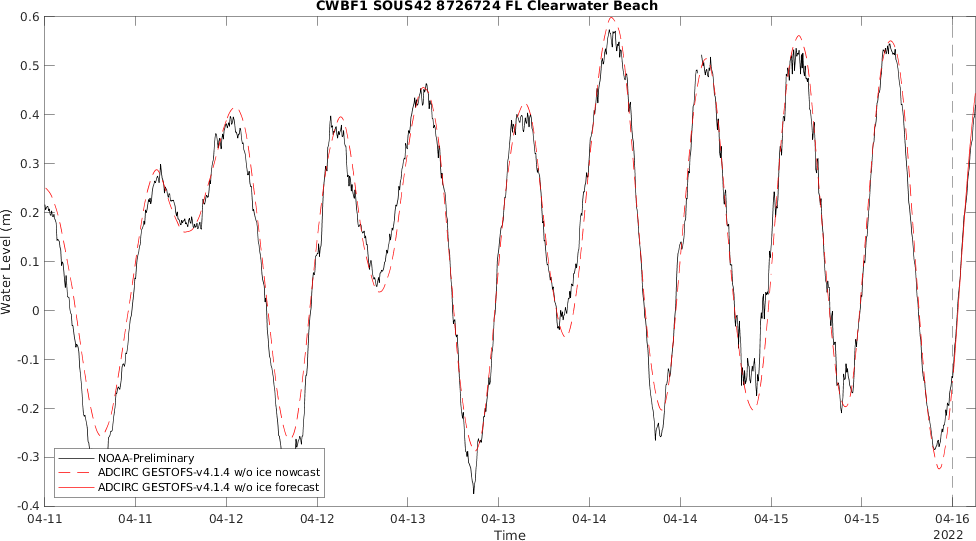 CWBF1 SOUS42 8726724 FL Clearwater Beach
0.6
0.5
0.4
0.3
0.2
0.1
0
-0.1
-0.2
-0.3
-0.4
Water Level (m)
NOAA-Preliminary
ADCIRC GESTOFS-v4.1.4 w/o ice nowcast
ADCIRC GESTOFS-v4.1.4 w/o ice forecast
04-11 04-11 04-12 04-12 04-13 04-13 04-14 04-14 04-15 04-15 04-16
Time
2022